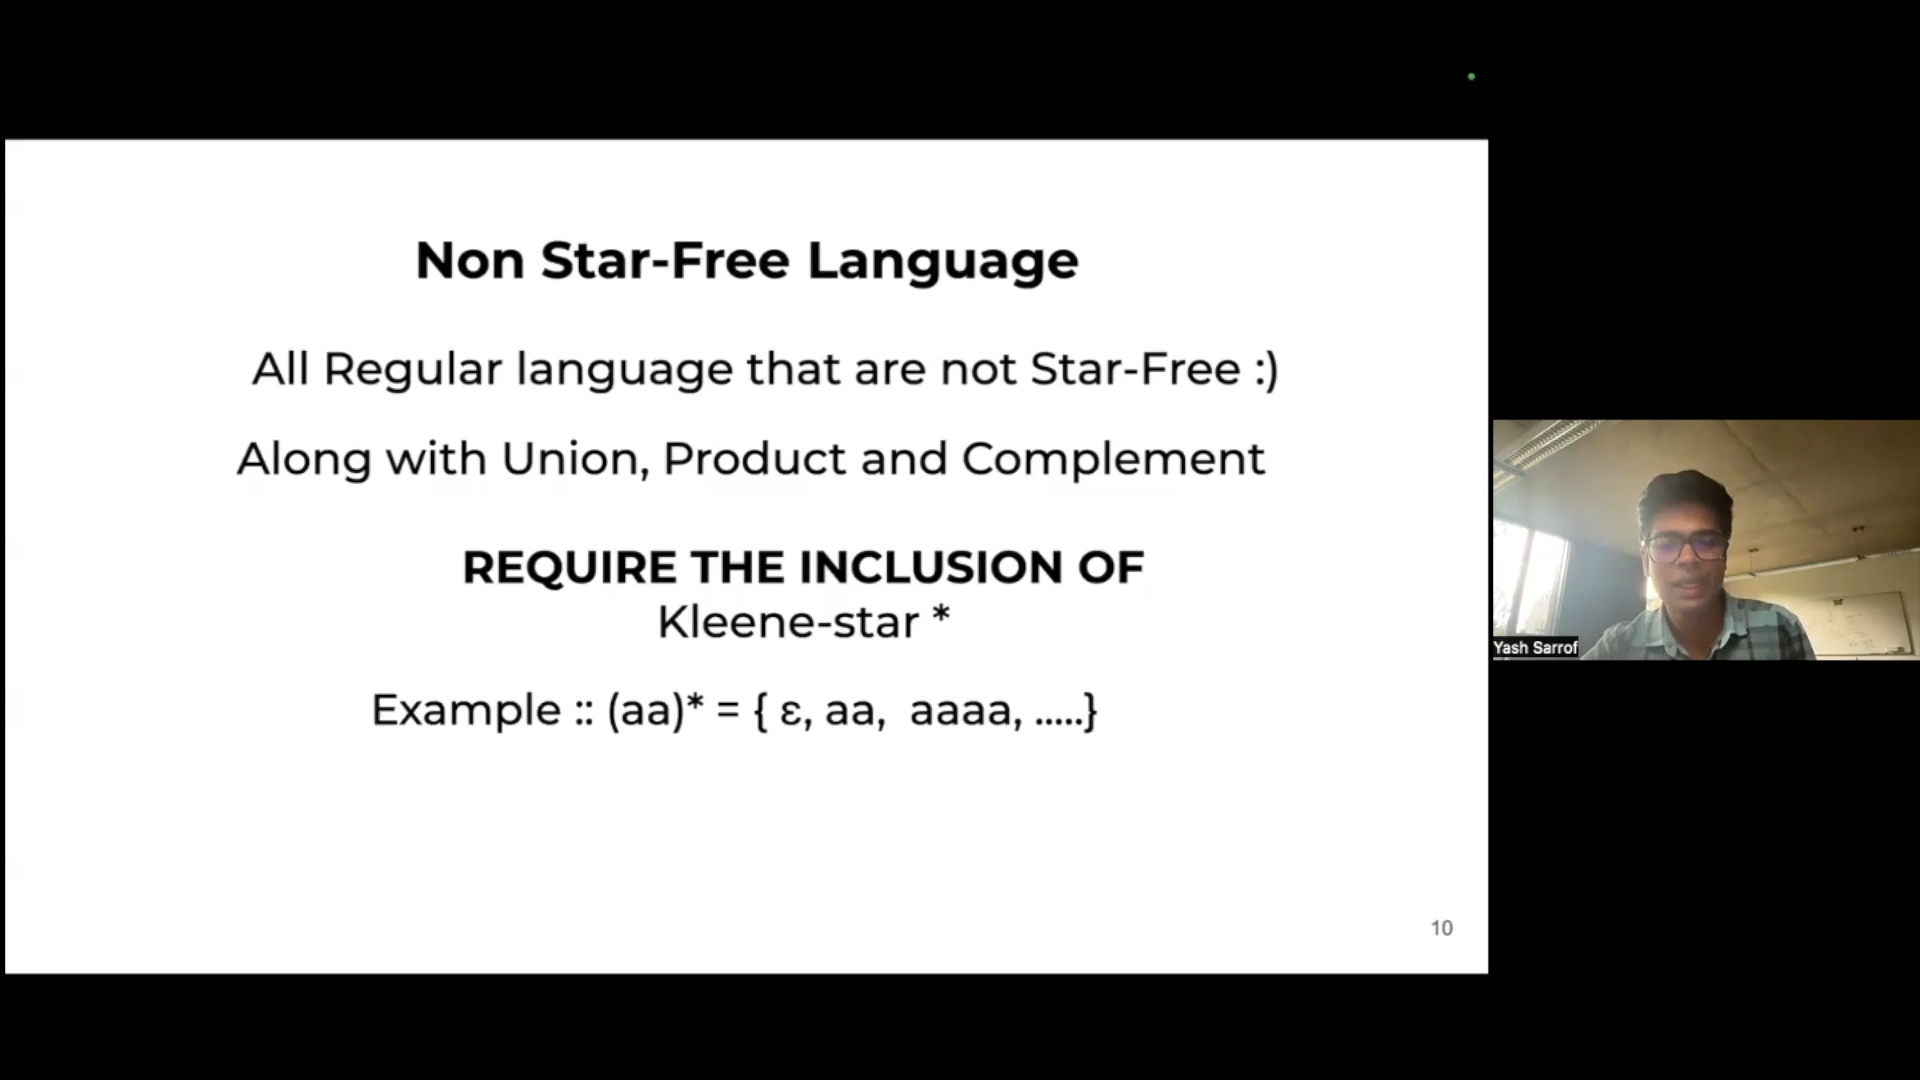 Non Star-Free Language
All Regular language that are not Star-Free :)
Along with Union, Product and Complement
REQUIRE THE INCLUSION OF
Kleene-star *
Example :: (aa)* = { ε, aa,  aaaa, .....}
10
Yash Sarrof